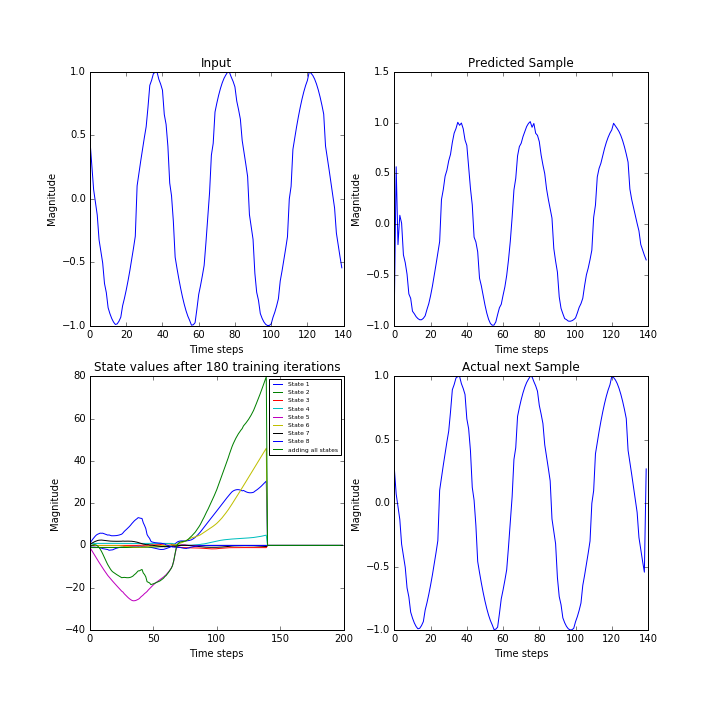 Input
1.0
0.5
0.0
−0.5
−1.0
Magnitude
0 20 40 60 80 100 120 140
Time steps
Predicted Sample
1.5
1.0
0.5
0.0
−0.5
−1.0
Magnitude
0 20 40 60 80 100 120 140
Time steps
State values after 180 training iterations
80
60
40
20
0
−20
−40
Magnitude
0 50 100 150 200
Time steps
State 1
State 2
State 3
State 4
State 5
State 6
State 7
State 8
adding all states
Actual next Sample
1.0
0.5
0.0
−0.5
−1.0
Magnitude
0 20 40 60 80 100 120 140
Time steps